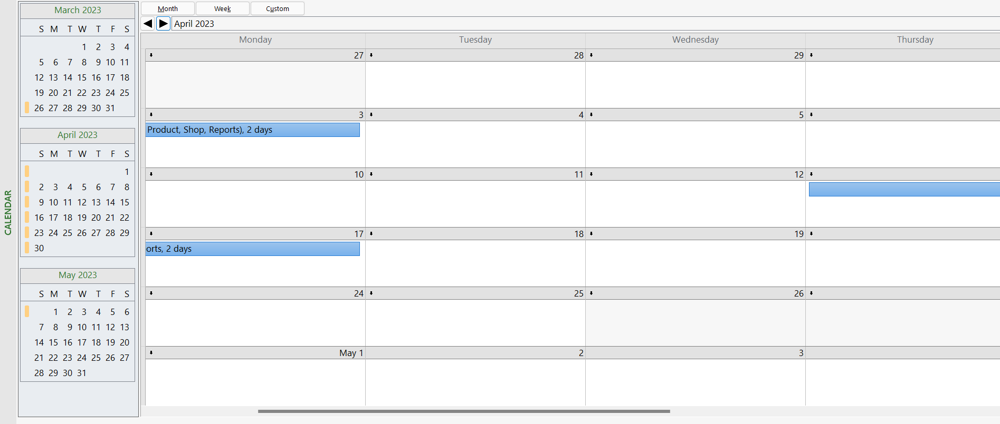 CALENDAR
March 2023
S M T W T F S
1 2 3 4
5 6 7 8 9 10 11
12 13 14 15 16 17 18
19 20 21 22 23 24 25
26 27 28 29 30 31
April 2023
S M T W T F S
1
2 3 4 5 6 7 8
9 10 11 12 13 14 15
16 17 18 19 20 21 22
23 24 25 26 27 28 29
30
May 2023
S M T W T F S
1 2 3 4 5 6
7 8 9 10 11 12 13
14 15 16 17 18 19 20
21 22 23 24 25 26 27
28 29 30 31
Month Week Custom
April 2023
Monday Tuesday Wednesday Thursday
27 28 29
3 4 5
Product, Shop, Reports), 2 days
10 11 12
17 18 19
orts, 2 days
24 25 26
May 1 2 3